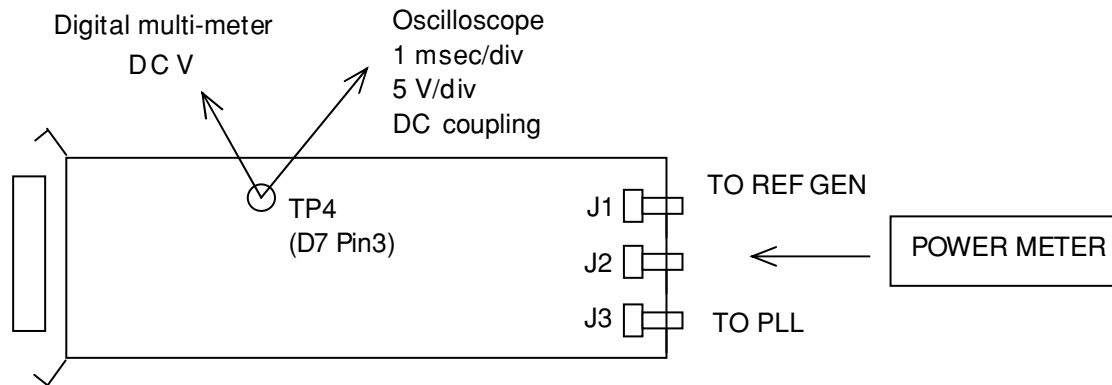 Digital multi-meter
DC V
Oscilloscope
1 msec/div
5 V/div
DC coupling
TP4
(D7 Pin3)
J1
TO REF GEN
J2
POWER METER
J3
TO PLL